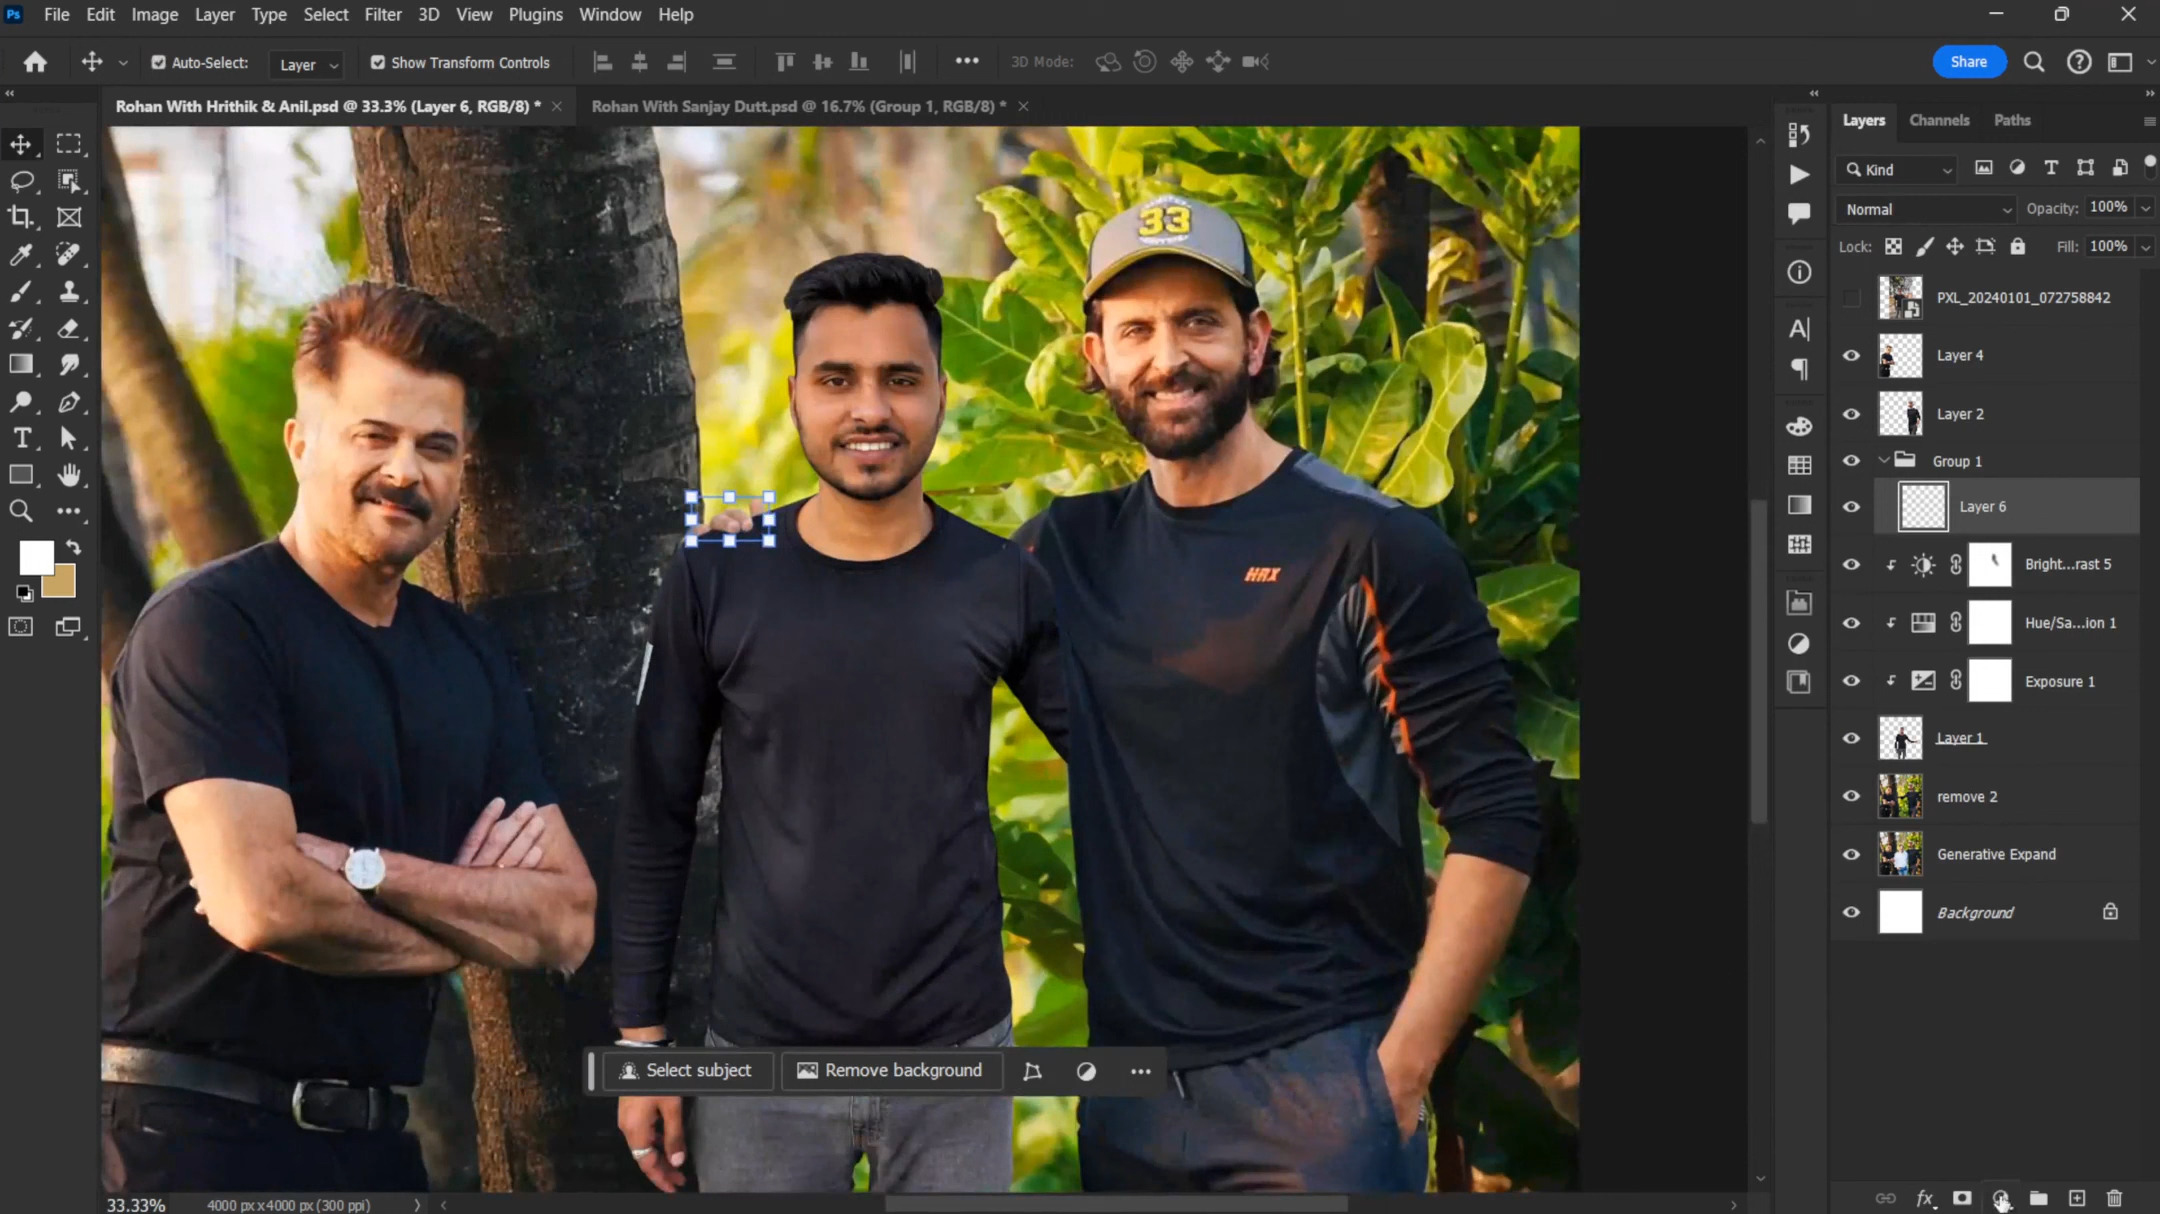 Ps File Edit Image Layer Type Select Filter 3D View Plugins Window Help
Auto-Select: Layer Show Transform Controls 3D Mode: Share
Rohan With Hrithik & Anil.psd @ 33.3% (Layer 6, RGB/8) * Rohan With Sanjay Dutt.psd @ 16.7% (Group 1, RGB/8) *
Layers Channels Paths
Kind
Normal Opacity: 100%
Lock: Fill: 100%
PXL_20240101_072758842
Layer 4
Layer 2
Group 1
Layer 6
Bright...rast 5
Hue/Sa...ion 1
Exposure 1
Layer 1
remove 2
Generative Expand
Background
33
HRX
Select subject Remove background
33.33% 4000 px x 4000 px (300 ppi)
fx